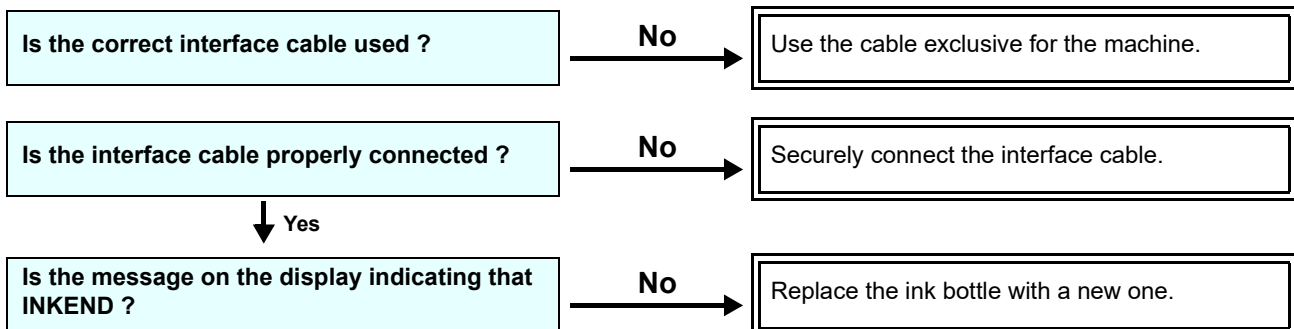 Is the correct interface cable used ?
No
Use the cable exclusive for the machine.
Is the interface cable properly connected ?
No
Securely connect the interface cable.
Yes
Is the message on the display indicating that
INKEND ?
No
Replace the ink bottle with a new one.